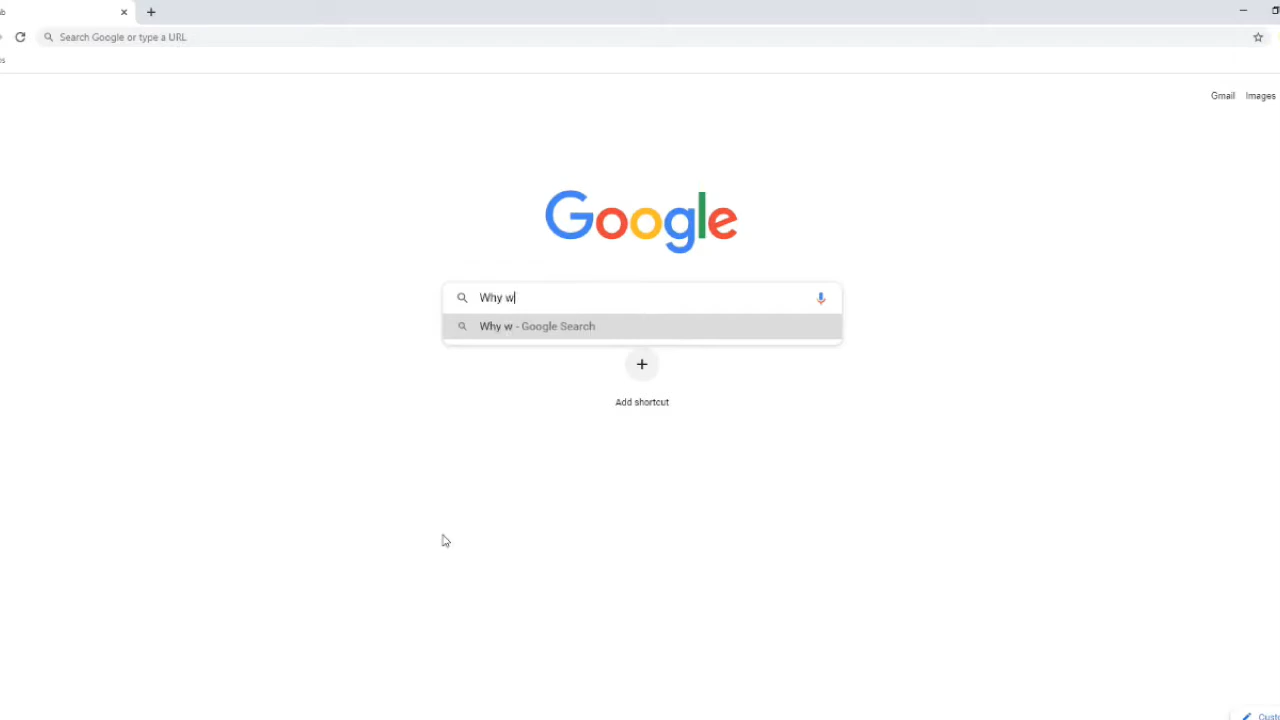 Search Google or type a URL
Gmail Images
Google
Why w
Why w - Google Search
+
Add shortcut